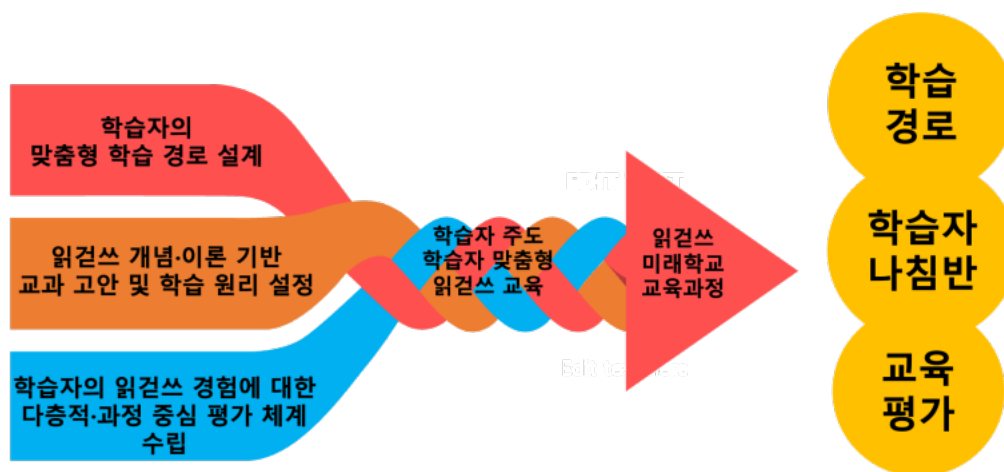 학습자의
맞춤형 학습 경로 설계
읽걷쓰 개념·이론 기반
교과 고안 및 학습 원리 설정
학습자의 읽걷쓰 경험에 대한
다층적·과정 중심 평가 체계
수립
학습자 주도
학습자 맞춤형
읽걷쓰 교육
읽걷쓰
미래학교
교육과정
학습
경로
학습자
나침반
교육
평가